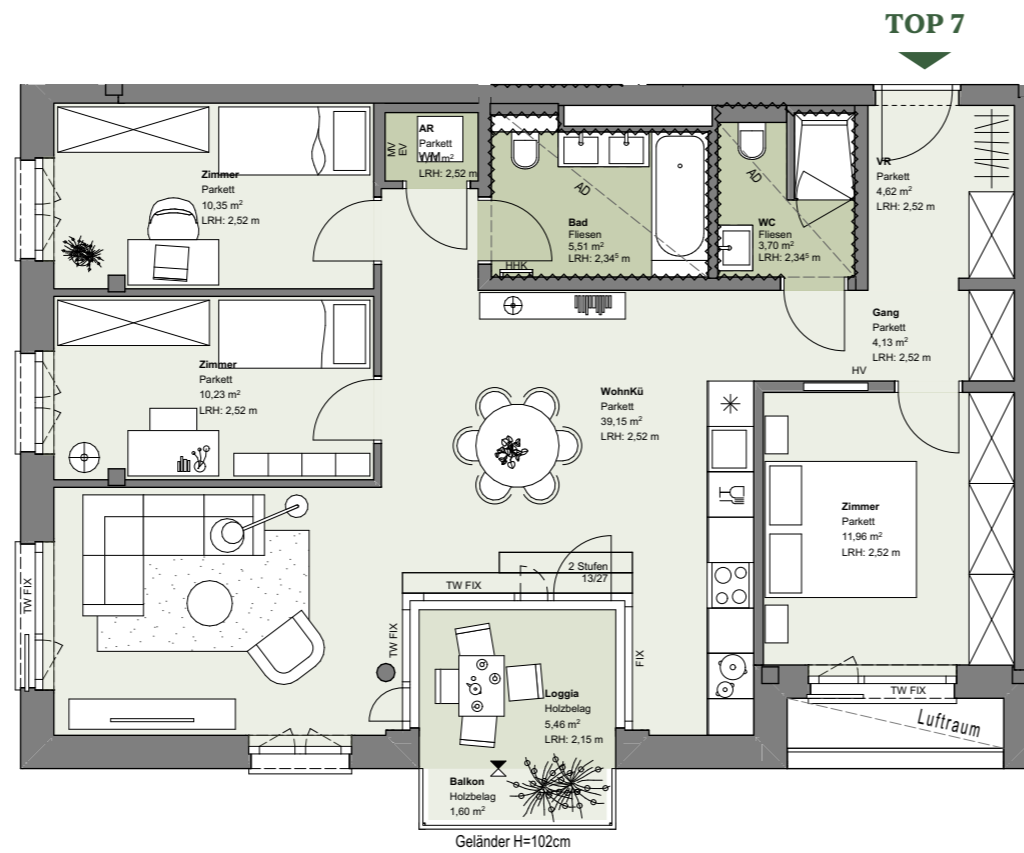 TOP 7
Zimmer
Parkett
10,35 m²
LRH: 2,52 m
MV
EV
AR
Parkett
WM
LRH: 2,52 m
AD
Bad
Fliesen
5,51 m²
LRH: 2,34⁵ m
HHK
AD
WC
Fliesen
3,70 m²
LRH: 2,34⁵ m
VR
Parkett
4,62 m²
LRH: 2,52 m
Gang
Parkett
4,13 m²
LRH: 2,52 m
HV
Zimmer
Parkett
10,23 m²
LRH: 2,52 m
WohnKü
Parkett
39,15 m²
LRH: 2,52 m
Zimmer
Parkett
11,96 m²
LRH: 2,52 m
2 Stufen
13/27
TW FIX
TW FIX
TW FIX
FIX
Loggia
Holzbelag
5,46 m²
LRH: 2,15 m
TW FIX
Luftraum
Balkon
Holzbelag
1,60 m²
Geländer H=102cm